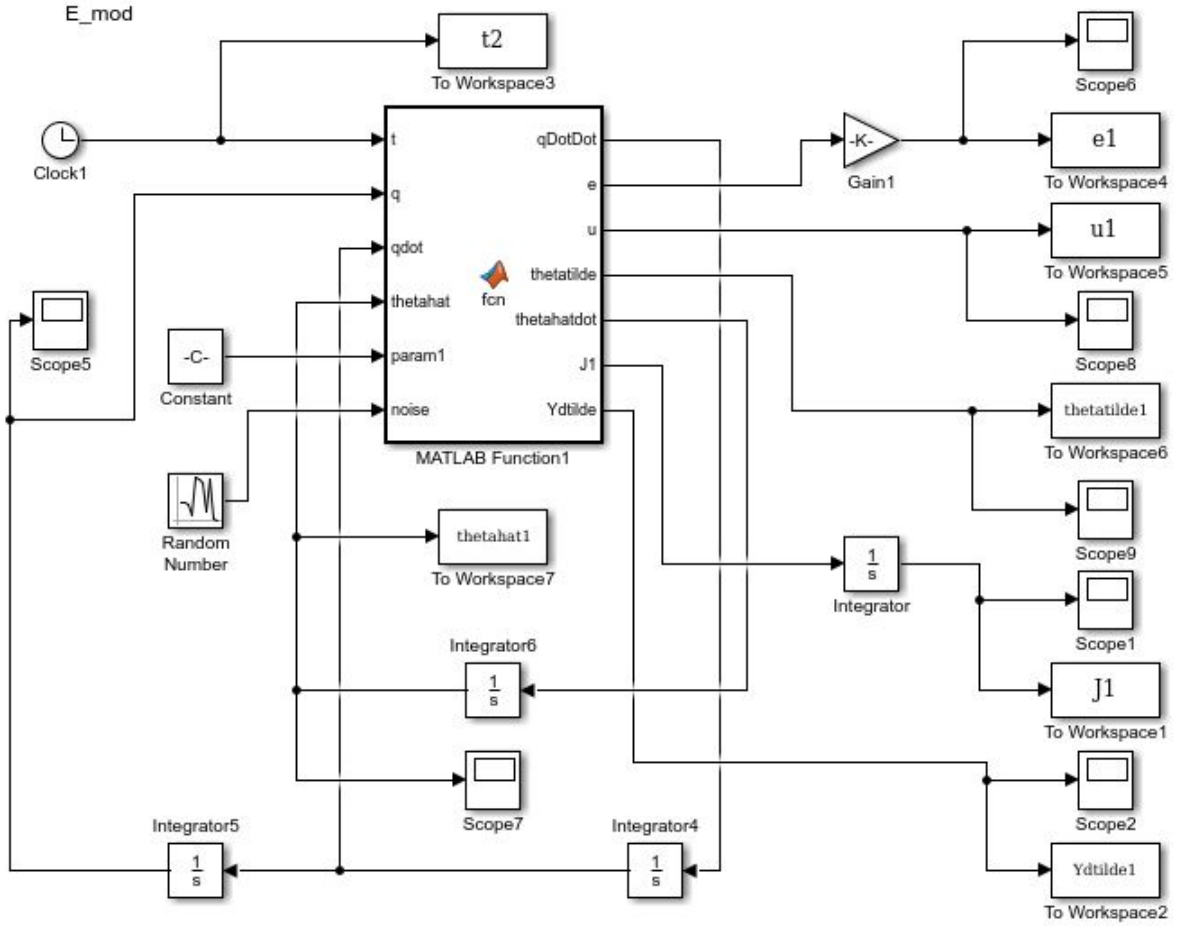 E_mod
t2
To Workspace3
Scope6
Clock1
t
q
qdot
thetahat
param1
noise
qDotDot
e
u
thetatilde
thetahatdot
J1
Ydtilde
fcn
MATLAB Function1
-K-
Gain1
e1
To Workspace4
u1
To Workspace5
Scope8
Scope5
-C-
Constant
thetatilde1
To Workspace6
Random
Number
thetahat1
To Workspace7
Scope9
1
s
Integrator
Scope1
Integrator6
1
s
J1
To Workspace1
Scope7
Scope2
Integrator5
1
s
Integrator4
1
s
Ydtilde1
To Workspace2